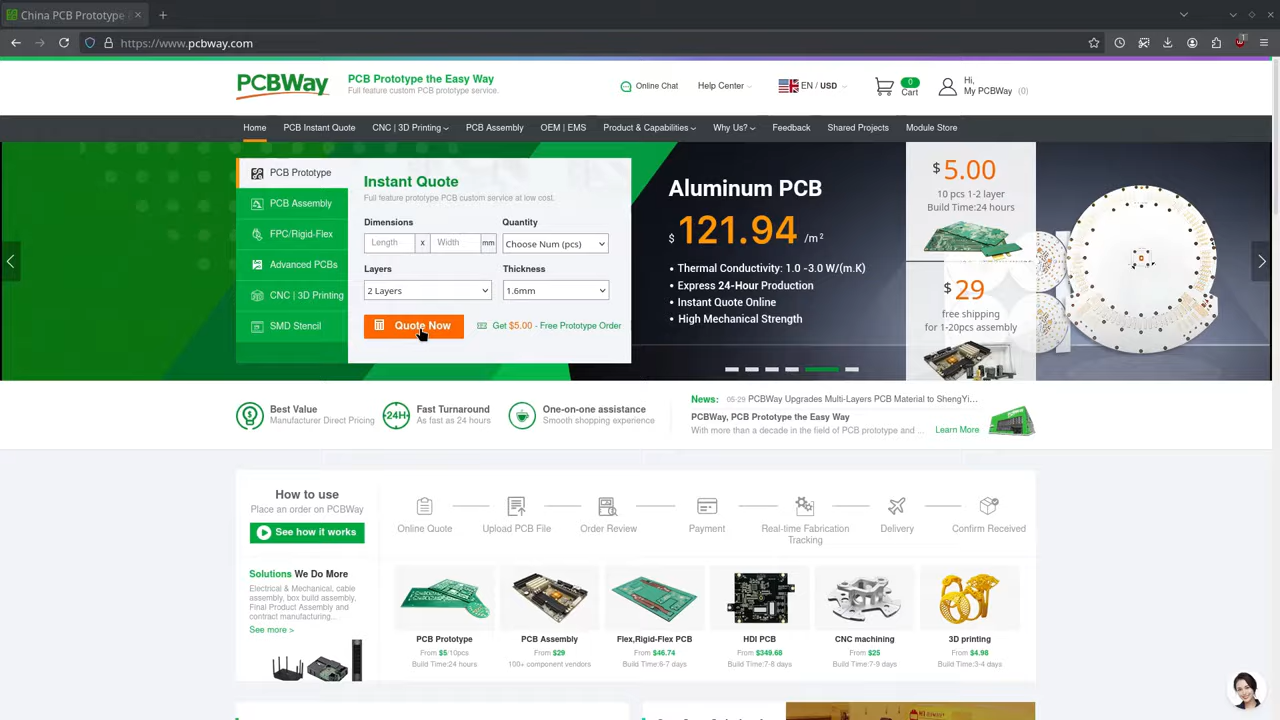 China PCB Prototype
https://www.pcbway.com
PCBWay
PCB Prototype the Easy Way
Full feature custom PCB prototype service.
Online Chat
Help Center
EN / USD
0
Cart
Hi,
My PCBWay (0)
Home
PCB Instant Quote
CNC | 3D Printing
PCB Assembly
OEM | EMS
Product & Capabilities
Why Us?
Feedback
Shared Projects
Module Store
PCB Prototype
PCB Assembly
FPC/Rigid-Flex
Advanced PCBs
CNC | 3D Printing
SMD Stencil
Instant Quote
Full feature prototype PCB custom service at low cost.
Dimensions
Quantity
Length x Width mm
Choose Num (pcs)
Layers
Thickness
2 Layers
1.6mm
Quote Now
Get $5.00 - Free Prototype Order
Aluminum PCB
$ 121.94 /m²
• Thermal Conductivity: 1.0 -3.0 W/(m.K)
• Express 24-Hour Production
• Instant Quote Online
• High Mechanical Strength
$ 5.00
10 pcs 1-2 layer
Build Time:24 hours
$ 29
free shipping
for 1-20pcs assembly
Best Value
Manufacturer Direct Pricing
24H
Fast Turnaround
As fast as 24 hours
One-on-one assistance
Smooth shopping experience
News: 05-29 PCBWay Upgrades Multi-Layers PCB Material to ShengYi...
PCBWay, PCB Prototype the Easy Way
With more than a decade in the field of PCB prototype and ... Learn More
How to use
Place an order on PCBWay
See how it works
Online Quote
Upload PCB File
Order Review
Payment
Real-time Fabrication
Tracking
Delivery
Confirm Received
Solutions We Do More
Electrical & Mechanical, cable
assembly, box build assembly,
Final Product Assembly and
contract manufacturing....
See more >
PCB Prototype
From $5/10pcs
Build Time:24 hours
PCB Assembly
From $29
100+ component vendors
Flex,Rigid-Flex PCB
From $46.74
Build Time:6-7 days
HDI PCB
From $349.68
Build Time:7-8 days
CNC machining
From $25
Build Time:7-9 days
3D printing
From $4.98
Build Time:3-4 days